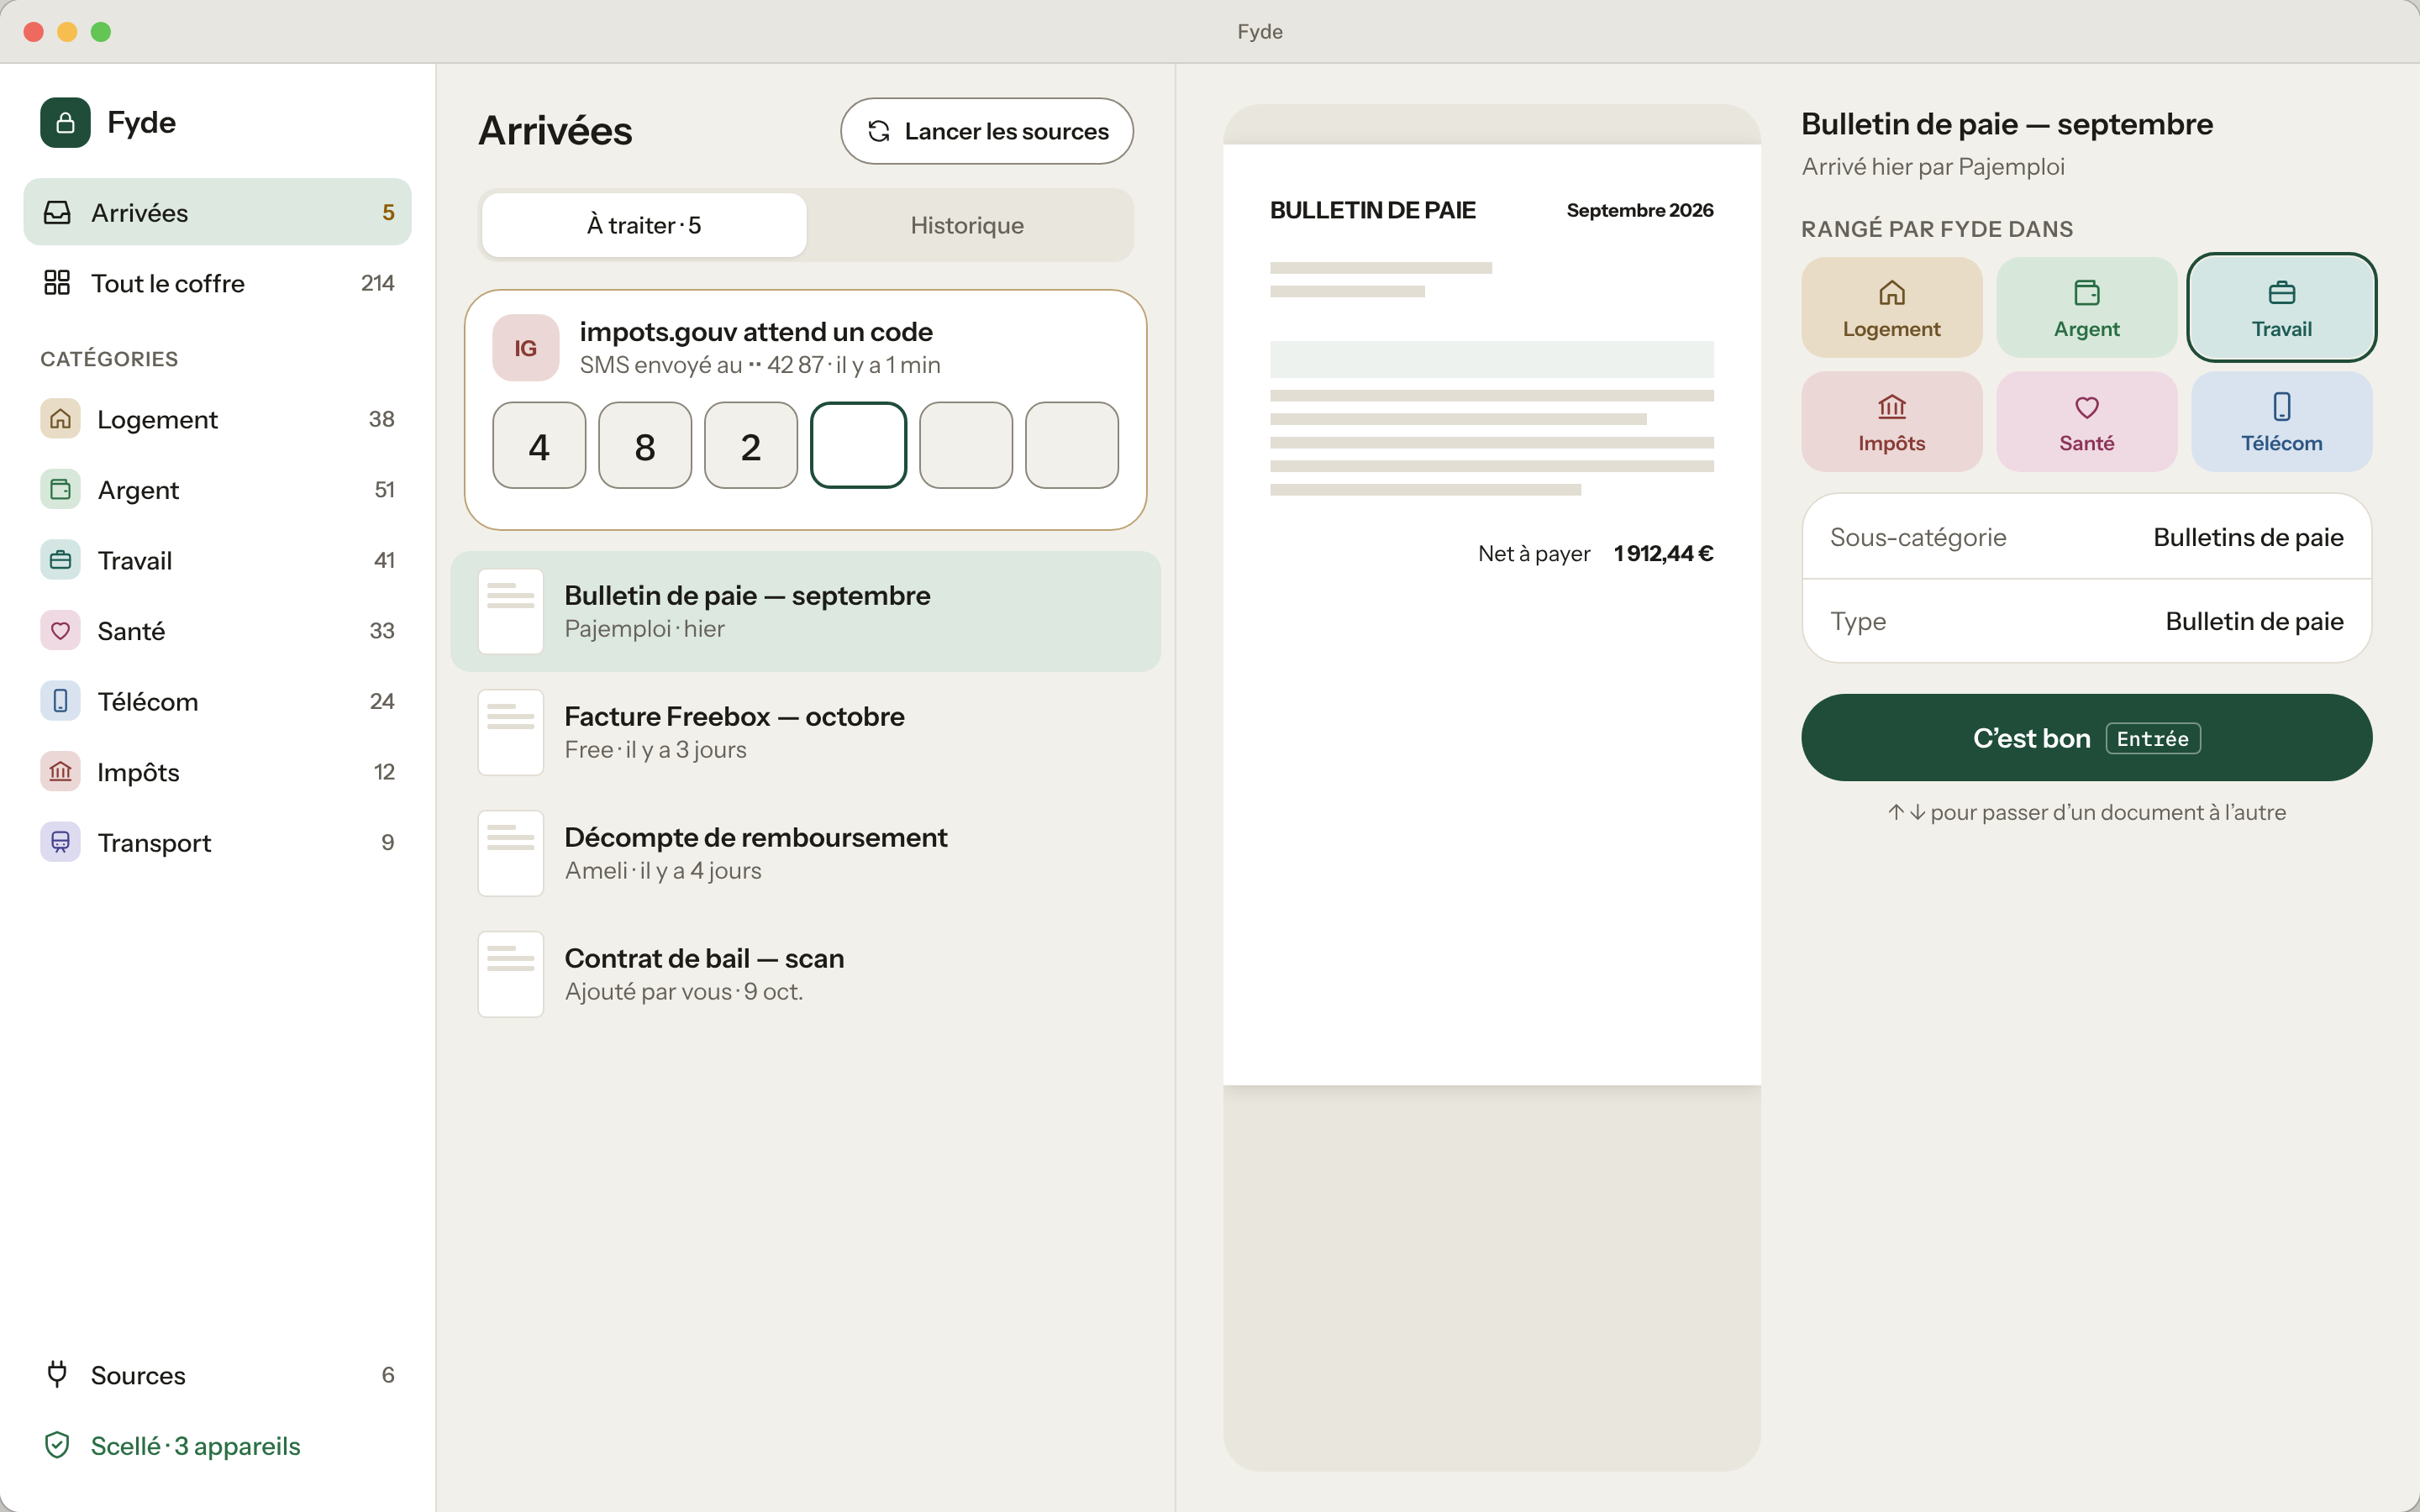 Fyde
Fyde
Arrivées 5
Tout le coffre 214
CATÉGORIES
Logement 38
Argent 51
Travail 41
Santé 33
Télécom 24
Impôts 12
Transport 9
Sources 6
Scellé · 3 appareils
Arrivées
Lancer les sources
À traiter · 5
Historique
IG
impots.gouv attend un code
SMS envoyé au ·· 42 87 · il y a 1 min
4 8 2
Bulletin de paie — septembre
Pajemploi · hier
Facture Freebox — octobre
Free · il y a 3 jours
Décompte de remboursement
Ameli · il y a 4 jours
Contrat de bail — scan
Ajouté par vous · 9 oct.
BULLETIN DE PAIE Septembre 2026
Net à payer 1 912,44 €
Bulletin de paie — septembre
Arrivé hier par Pajemploi
RANGÉ PAR FYDE DANS
Logement Argent Travail
Impôts Santé Télécom
Sous-catégorie Bulletins de paie
Type Bulletin de paie
C’est bon Entrée
↑ ↓ pour passer d’un document à l’autre